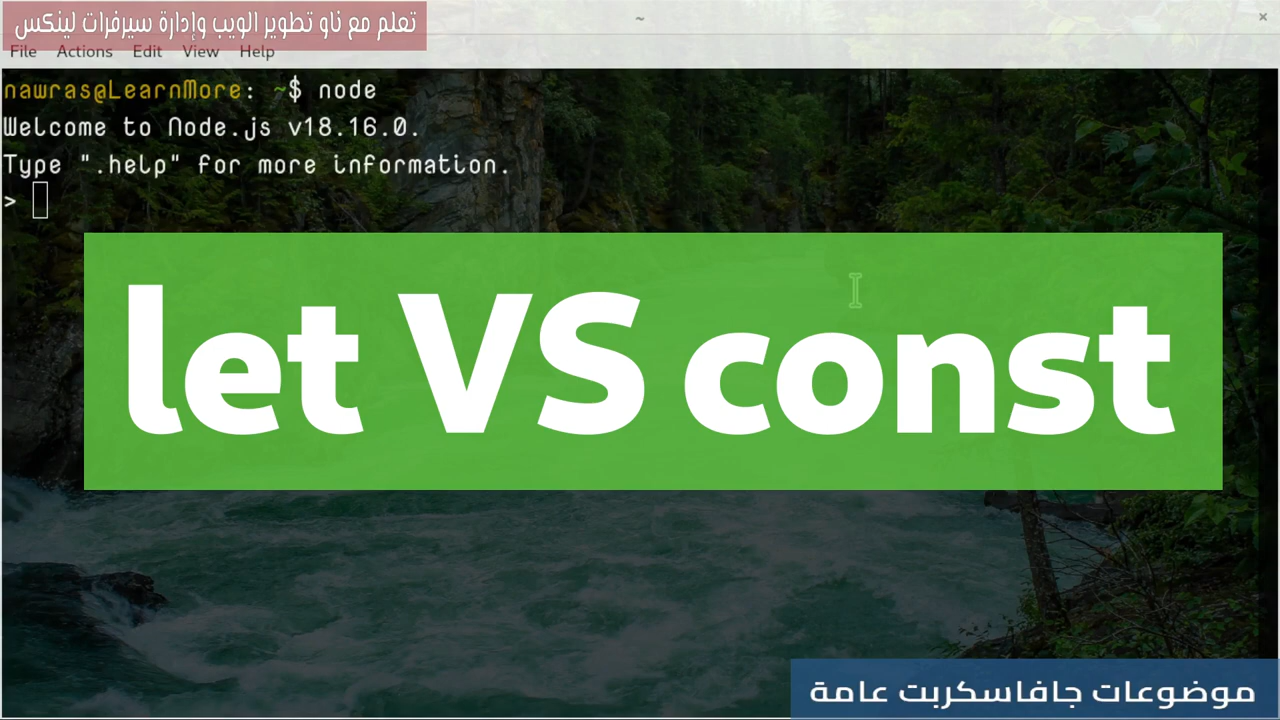 تعلم مع ناو تطوير الويب وإدارة سيرفرات لينكس
~
File Actions Edit View Help
nawras@LearnMore: ~$ node
Welcome to Node.js v18.16.0.
Type ".help" for more information.
>
let VS const
موضوعات جافاسكربت عامة